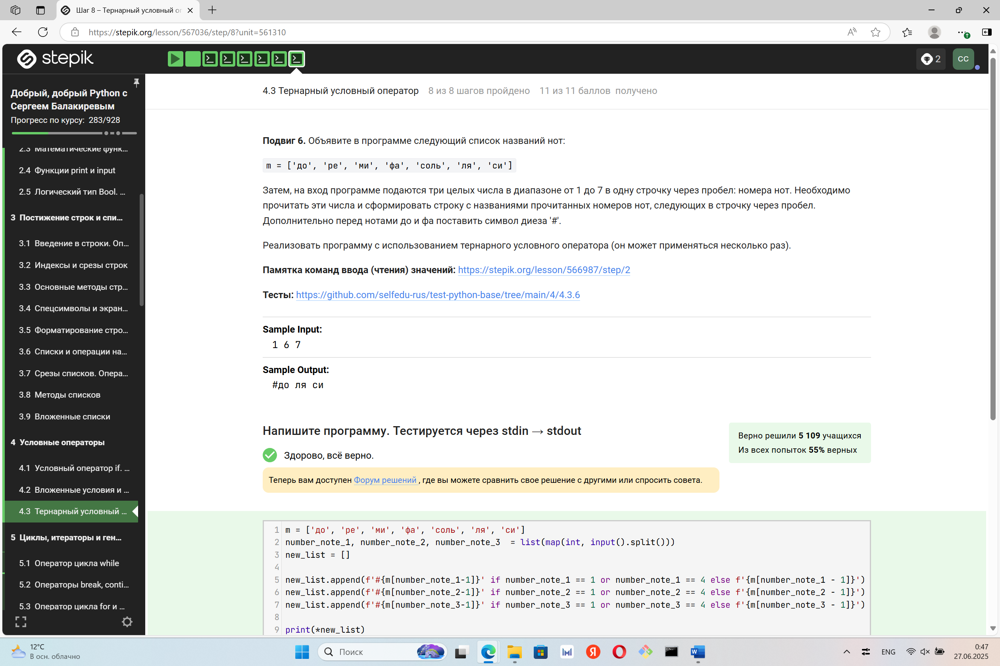 Шаг 8 – Тернарный условный оп
https://stepik.org/lesson/567036/step/8?unit=561310
stepik
2
CC
Добрый, добрый Python с
Сергеем Балакиревым
Прогресс по курсу: 283/928
2.3 Математические функ...
2.4 Функции print и input
2.5 Логический тип Bool. ...
3 Постижение строк и спи...
3.1 Введение в строки. Оп...
3.2 Индексы и срезы строк
3.3 Основные методы стр...
3.4 Спецсимволы и экран...
3.5 Форматирование стро...
3.6 Списки и операции на...
3.7 Срезы списков. Опера...
3.8 Методы списков
3.9 Вложенные списки
4 Условные операторы
4.1 Условный оператор if. ...
4.2 Вложенные условия и ...
4.3 Тернарный условный ...
5 Циклы, итераторы и ген...
5.1 Оператор цикла while
5.2 Операторы break, conti...
5.3 Оператор цикла for и ...
4.3 Тернарный условный оператор 8 из 8 шагов пройдено 11 из 11 баллов получено
Подвиг 6. Объявите в программе следующий список названий нот:
m = ['до', 'ре', 'ми', 'фа', 'соль', 'ля', 'си']
Затем, на вход программе подаются три целых числа в диапазоне от 1 до 7 в одну строчку через пробел: номера нот. Необходимо
прочитать эти числа и сформировать строку с названиями прочитанных номеров нот, следующих в строчку через пробел.
Дополнительно перед нотами до и фа поставить символ диеза '#'.
Реализовать программу с использованием тернарного условного оператора (он может применяться несколько раз).
Памятка команд ввода (чтения) значений: https://stepik.org/lesson/566987/step/2
Тесты: https://github.com/selfedu-rus/test-python-base/tree/main/4/4.3.6
Sample Input:
1 6 7
Sample Output:
#до ля си
Напишите программу. Тестируется через stdin → stdout
Верно решили 5 109 учащихся
Из всех попыток 55% верных
Здорово, всё верно.
Теперь вам доступен Форум решений , где вы можете сравнить свое решение с другими или спросить совета.
1 m = ['до', 'ре', 'ми', 'фа', 'соль', 'ля', 'си']
2 number_note_1, number_note_2, number_note_3  = list(map(int, input().split()))
3 new_list = []
4
5 new_list.append(f'#{m[number_note_1-1]}' if number_note_1 == 1 or number_note_1 == 4 else f'{m[number_note_1 - 1]}')
6 new_list.append(f'#{m[number_note_2-1]}' if number_note_2 == 1 or number_note_2 == 4 else f'{m[number_note_2 - 1]}')
7 new_list.append(f'#{m[number_note_3-1]}' if number_note_3 == 1 or number_note_3 == 4 else f'{m[number_note_3 - 1]}')
8
9 print(*new_list)
12°C
В осн. облачно
Поиск
ENG
0:47
27.06.2025